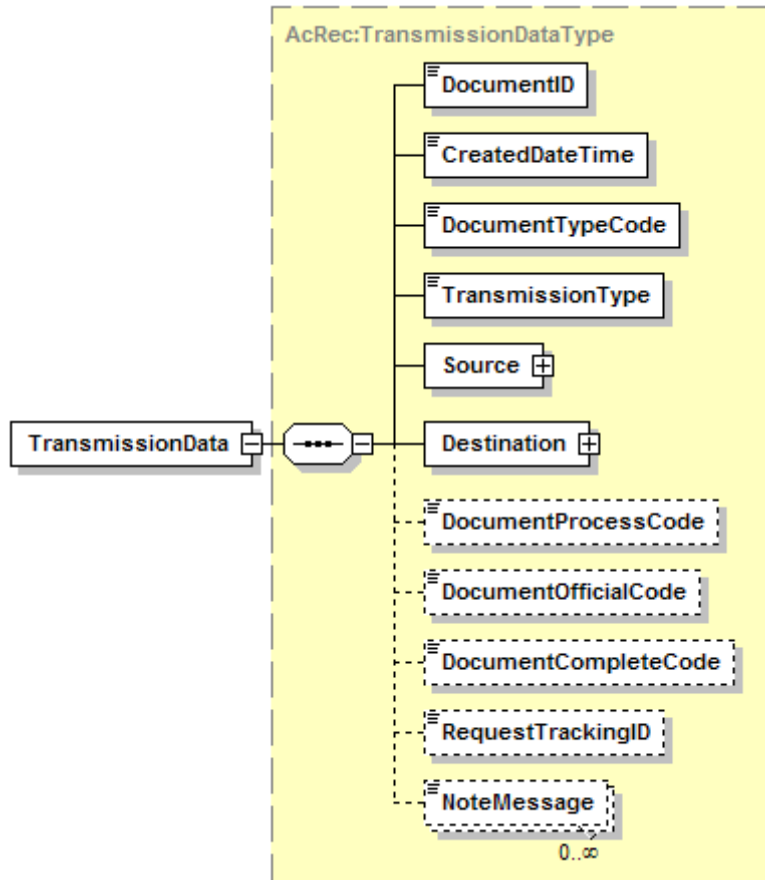 AcRec:TransmissionDataType
DocumentID
CreatedDateTime
DocumentTypeCode
TransmissionType
Source
TransmissionData
Destination
DocumentProcessCode
DocumentOfficialCode
DocumentCompleteCode
RequestTrackingID
NoteMessage
0..∞